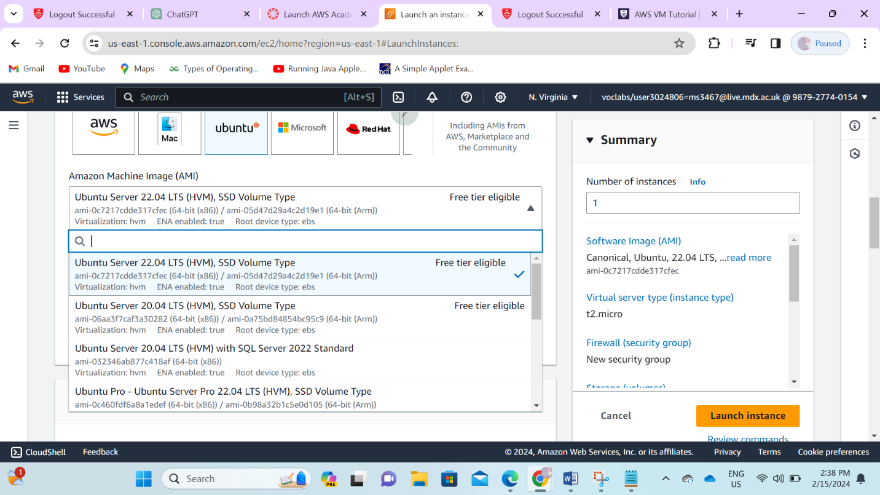 Logout Successful
ChatGPT
Launch AWS Acade
Launch an instance
Logout Successful
AWS VM Tutorial |
us-east-1.console.aws.amazon.com/ec2/home?region=us-east-1#LaunchInstances:
Paused
Gmail
YouTube
Maps
Types of Operating...
Running Java Apple...
A Simple Applet Exa...
aws
Services
Search
[Alt+S]
N. Virginia
voclabs/user3024806=ms3467@live.mdx.ac.uk @ 9879-2774-0154
aws
Mac
ubuntu
Microsoft
Red Hat
Including AMIs from
AWS, Marketplace and
the Community
Amazon Machine Image (AMI)
Ubuntu Server 22.04 LTS (HVM), SSD Volume Type
Free tier eligible
ami-0c7217cdde317cfec (64-bit (x86)) / ami-05d47d29a4c2d19e1 (64-bit (Arm))
Virtualization: hvm ENA enabled: true Root device type: ebs
Ubuntu Server 22.04 LTS (HVM), SSD Volume Type
Free tier eligible
ami-0c7217cdde317cfec (64-bit (x86)) / ami-05d47d29a4c2d19e1 (64-bit (Arm))
Virtualization: hvm ENA enabled: true Root device type: ebs
Ubuntu Server 20.04 LTS (HVM), SSD Volume Type
Free tier eligible
ami-06aa3f7caf3a30282 (64-bit (x86)) / ami-0a75bd84854bc95c9 (64-bit (Arm))
Virtualization: hvm ENA enabled: true Root device type: ebs
Ubuntu Server 20.04 LTS (HVM) with SQL Server 2022 Standard
ami-032346ab877c418af (64-bit (x86))
Virtualization: hvm ENA enabled: true Root device type: ebs
Ubuntu Pro - Ubuntu Server Pro 22.04 LTS (HVM), SSD Volume Type
ami-0c460fdf6a8a1edef (64-bit (x86)) / ami-0b98a32b1c5e0d105 (64-bit (Arm))
Summary
Number of instances
Info
1
Software Image (AMI)
Canonical, Ubuntu, 22.04 LTS, ...read more
ami-0c7217cdde317cfec
Virtual server type (instance type)
t2.micro
Firewall (security group)
New security group
Storage (volumes)
Cancel
Launch instance
Review commands
CloudShell
Feedback
© 2024, Amazon Web Services, Inc. or its affiliates.
Privacy
Terms
Cookie preferences
1
Search
PRE
ENG
US
2:38 PM
2/15/2024